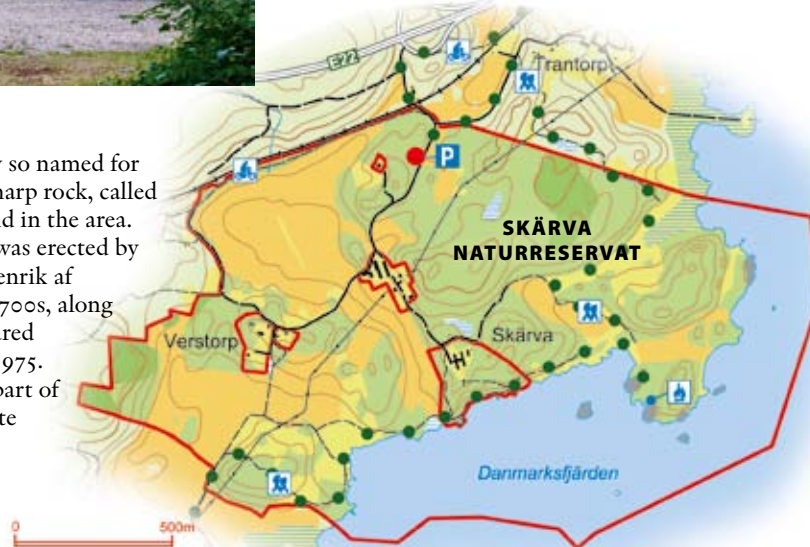 so named for
harp rock, called
d in the area.
was erected by
enrik af
700s, along
ared
975.
part of
te
E22
Trantorp
P
SKÄRVA
NATURRESERVAT
Verstorp
Skärva
Danmarksfjärden
0 500m